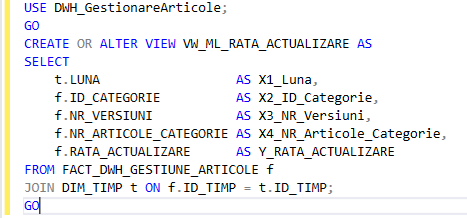 USE DWH_GestionareArticole;
GO
CREATE OR ALTER VIEW VW_ML_RATA_ACTUALIZARE AS
SELECT
    t.LUNA                  AS X1_Luna,
    f.ID_CATEGORIE          AS X2_ID_Categorie,
    f.NR_VERSIUNI           AS X3_Nr_Versiuni,
    f.NR_ARTICOLE_CATEGORIE AS X4_Nr_Articole_Categorie,
    f.RATA_ACTUALIZARE      AS Y_RATA_ACTUALIZARE
FROM FACT_DWH_GESTIUNE_ARTICOLE f
JOIN DIM_TIMP t ON f.ID_TIMP = t.ID_TIMP;
GO